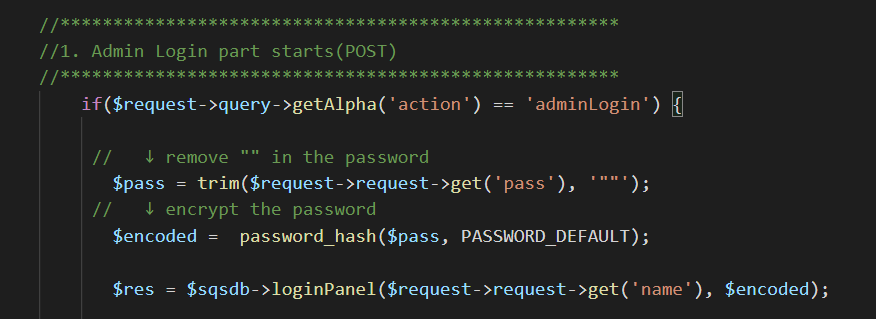 //*****************************************************
//1. Admin Login part starts(POST)
//*****************************************************
if($request->query->getAlpha('action') == 'adminLogin') {
// ↓ remove "" in the password
$pass = trim($request->request->get('pass'), '""');
// ↓ encrypt the password
$encoded = password_hash($pass, PASSWORD_DEFAULT);
$res = $sqsdb->loginPanel($request->request->get('name'), $encoded);